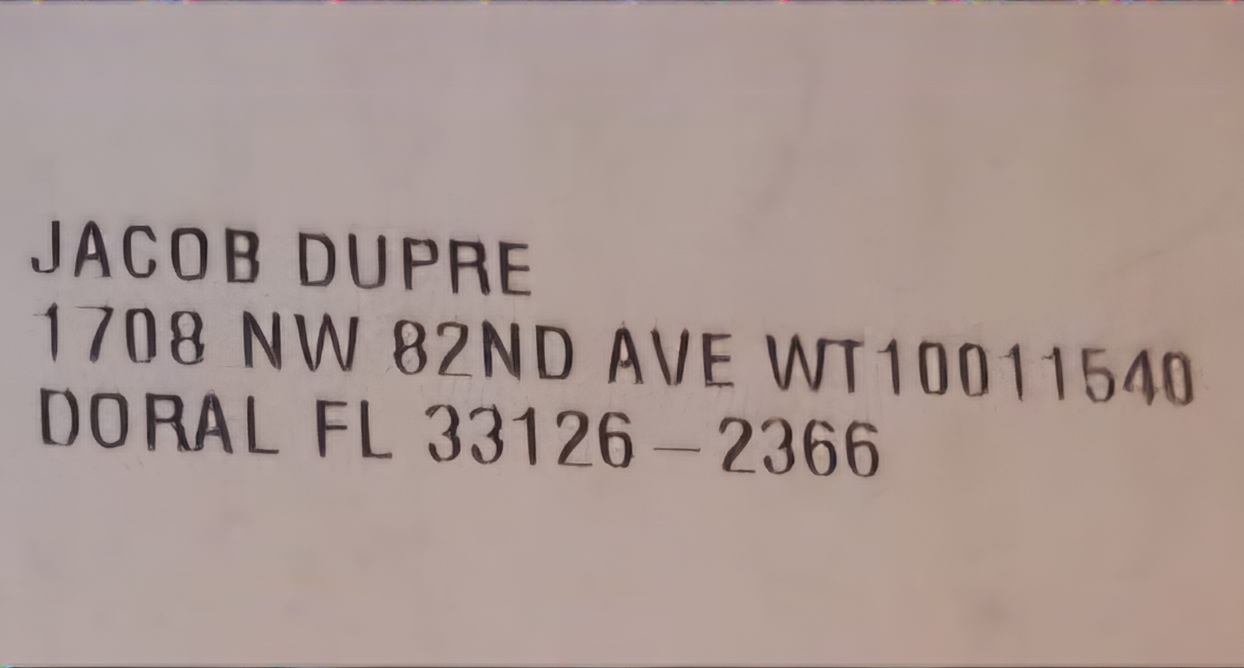 JACOB DUPRE
1708 NW 82ND AVE WT10011540
DORAL FL 33126-2366